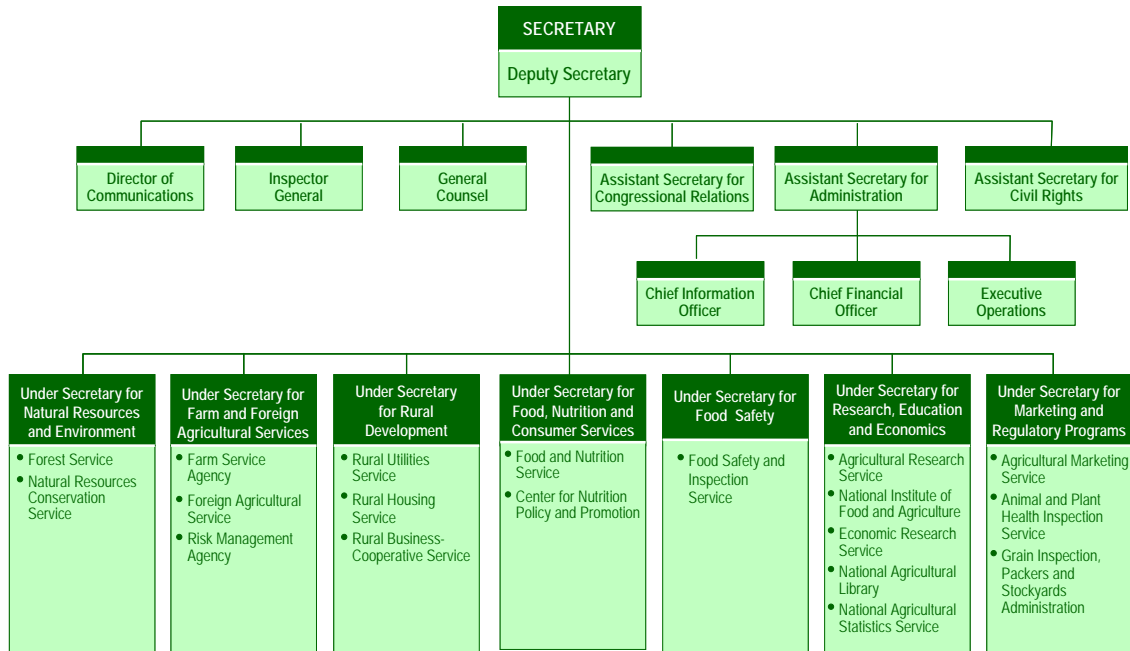 SECRETARY
Deputy Secretary
Director of
Communications
Inspector
General
General
Counsel
Assistant Secretary for
Congressional Relations
Assistant Secretary for
Administration
Assistant Secretary for
Civil Rights
Chief Information
Officer
Chief Financial
Officer
Executive
Operations
Under Secretary for
Natural Resources
and Environment
• Forest Service
• Natural Resources
Conservation
Service
Under Secretary for
Farm and Foreign
Agricultural Services
• Farm Service
Agency
• Foreign Agricultural
Service
• Risk Management
Agency
Under Secretary
for Rural
Development
• Rural Utilities
Service
• Rural Housing
Service
• Rural Business-
Cooperative Service
Under Secretary for
Food, Nutrition and
Consumer Services
• Food and Nutrition
Service
• Center for Nutrition
Policy and Promotion
Under Secretary for
Food Safety
• Food Safety and
Inspection
Service
Under Secretary for
Research, Education
and Economics
• Agricultural Research
Service
• National Institute of
Food and Agriculture
• Economic Research
Service
• National Agricultural
Library
• National Agricultural
Statistics Service
Under Secretary for
Marketing and
Regulatory Programs
• Agricultural Marketing
Service
• Animal and Plant
Health Inspection
Service
• Grain Inspection,
Packers and
Stockyards
Administration